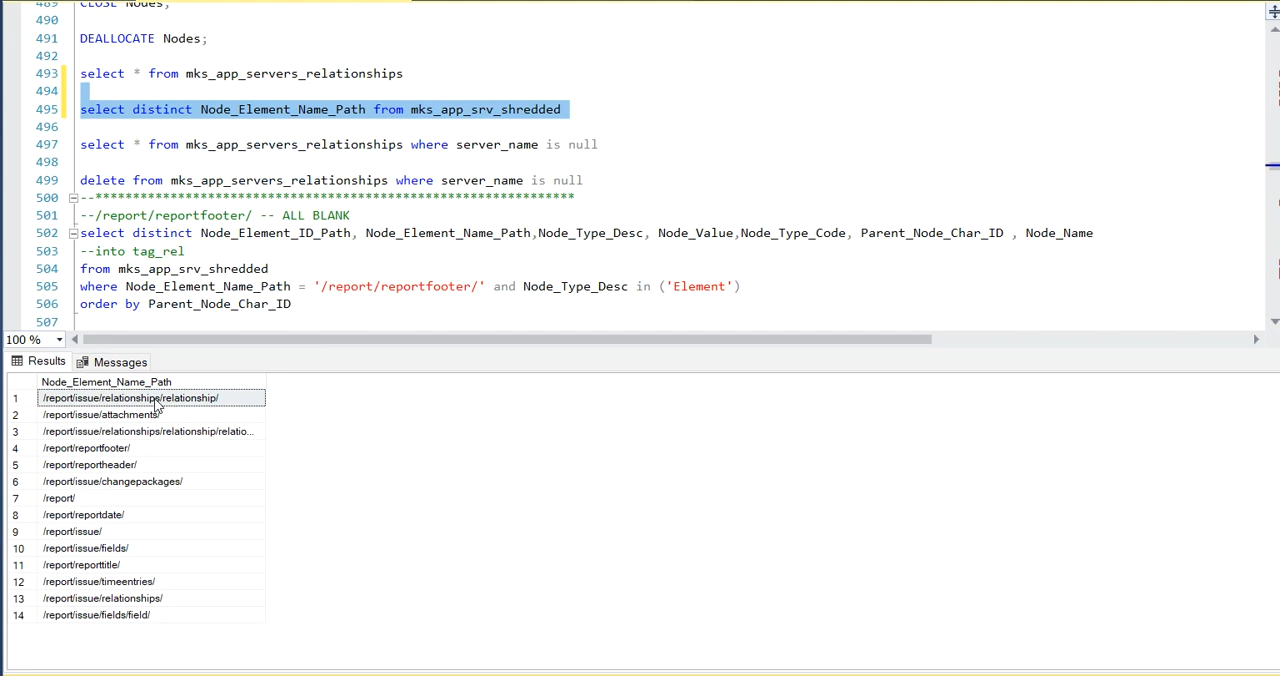 489 CLOSE Nodes;
490
491 DEALLOCATE Nodes;
492
493 select * from mks_app_servers_relationships
494
495 select distinct Node_Element_Name_Path from mks_app_srv_shredded
496
497 select * from mks_app_servers_relationships where server_name is null
498
499 delete from mks_app_servers_relationships where server_name is null
500 --***************************************************************
501 --/report/reportfooter/ -- ALL BLANK
502 select distinct Node_Element_ID_Path, Node_Element_Name_Path,Node_Type_Desc, Node_Value,Node_Type_Code, Parent_Node_Char_ID , Node_Name
503 --into tag_rel
504 from mks_app_srv_shredded
505 where Node_Element_Name_Path = '/report/reportfooter/' and Node_Type_Desc in ('Element')
506 order by Parent_Node_Char_ID
507
100 %
Results Messages
Node_Element_Name_Path
1 /report/issue/relationships/relationship/
2 /report/issue/attachments/
3 /report/issue/relationships/relationship/relatio...
4 /report/reportfooter/
5 /report/reportheader/
6 /report/issue/changepackages/
7 /report/
8 /report/reportdate/
9 /report/issue/
10 /report/issue/fields/
11 /report/reporttitle/
12 /report/issue/timeentries/
13 /report/issue/relationships/
14 /report/issue/fields/field/